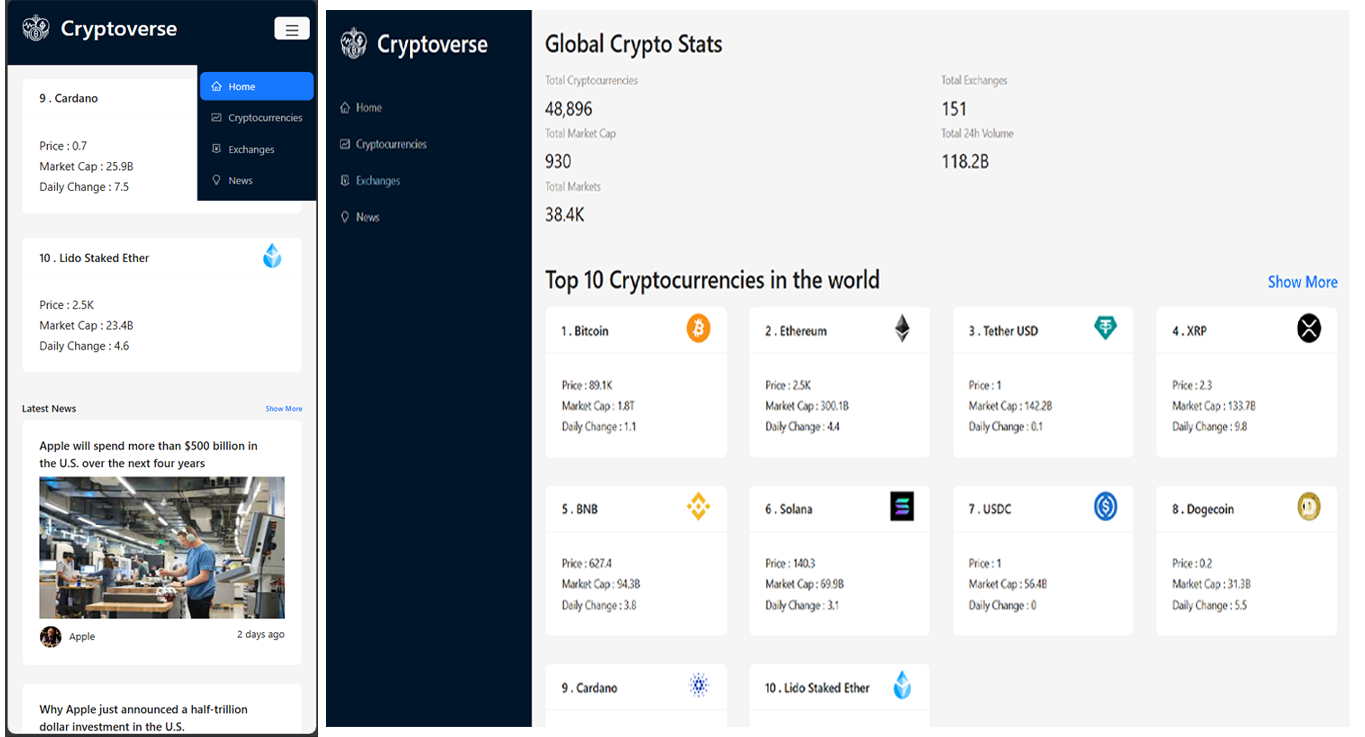 Cryptoverse
Home
Cryptocurrencies
Exchanges
News
9 . Cardano
Price : 0.7
Market Cap : 25.9B
Daily Change : 7.5
10 . Lido Staked Ether
Price : 2.5K
Market Cap : 23.4B
Daily Change : 4.6
Latest News
Show More
Apple will spend more than $500 billion in
the U.S. over the next four years
Apple
2 days ago
Why Apple just announced a half-trillion
dollar investment in the U.S.
Cryptoverse
Home
Cryptocurrencies
Exchanges
News
Global Crypto Stats
Total Cryptocurrencies
48,896
Total Exchanges
151
Total Market Cap
930
Total 24h Volume
118.2B
Total Markets
38.4K
Top 10 Cryptocurrencies in the world
Show More
1 . Bitcoin
Price : 89.1K
Market Cap : 1.8T
Daily Change : 1.1
2 . Ethereum
Price : 2.5K
Market Cap : 300.1B
Daily Change : 4.4
3 . Tether USD
Price : 1
Market Cap : 142.2B
Daily Change : 0.1
4 . XRP
Price : 2.3
Market Cap : 133.7B
Daily Change : 9.8
5 . BNB
Price : 627.4
Market Cap : 94.3B
Daily Change : 3.8
6 . Solana
Price : 140.3
Market Cap : 69.9B
Daily Change : 3.1
7 . USDC
Price : 1
Market Cap : 56.4B
Daily Change : 0
8 . Dogecoin
Price : 0.2
Market Cap : 31.3B
Daily Change : 5.5
9 . Cardano
10 . Lido Staked Ether